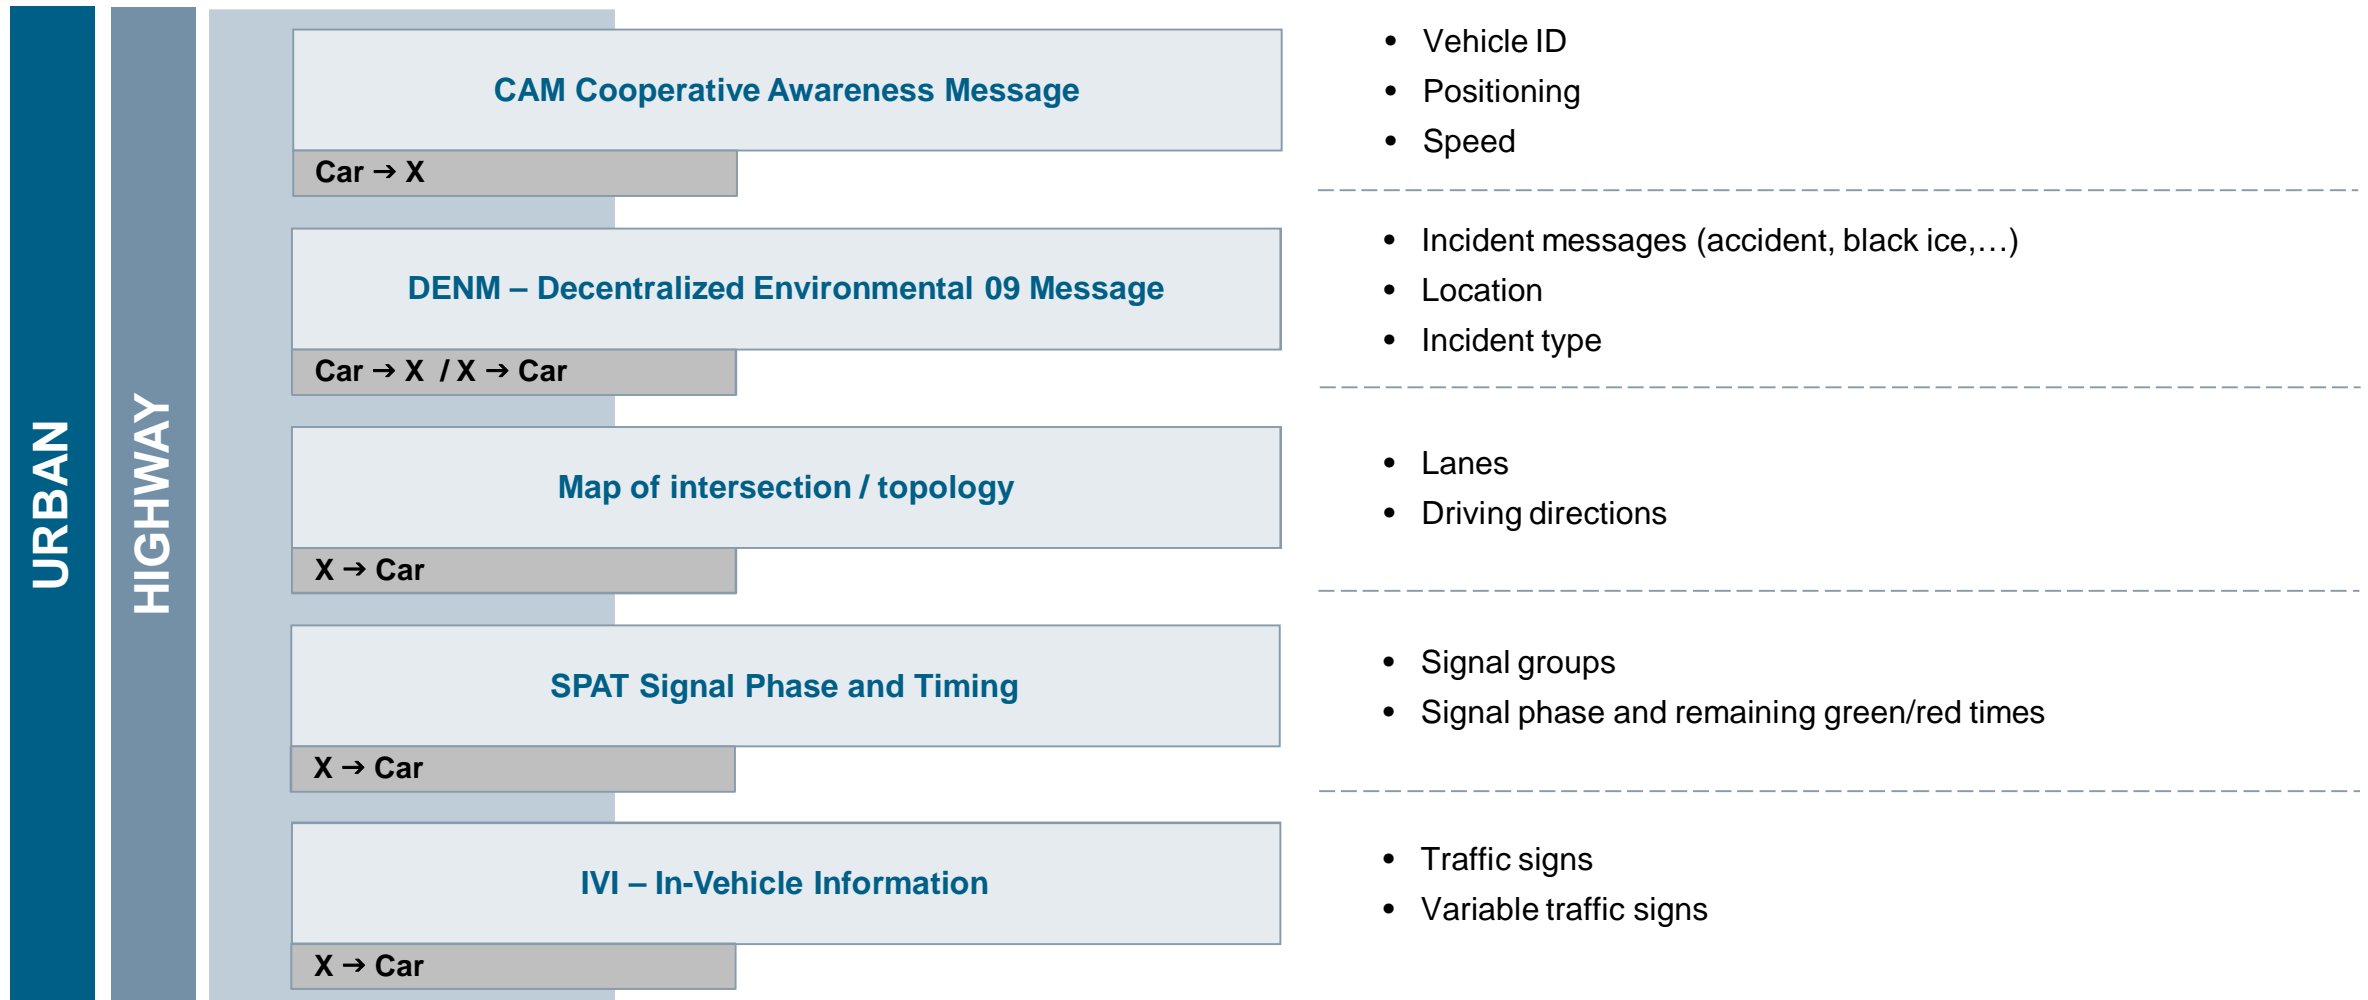 URBAN
HIGHWAY
CAM Cooperative Awareness Message
Car → X
• Vehicle ID
• Positioning
• Speed
DENM – Decentralized Environmental 09 Message
Car → X / X → Car
• Incident messages (accident, black ice,…)
• Location
• Incident type
Map of intersection / topology
X → Car
• Lanes
• Driving directions
SPAT Signal Phase and Timing
X → Car
• Signal groups
• Signal phase and remaining green/red times
IVI – In-Vehicle Information
X → Car
• Traffic signs
• Variable traffic signs